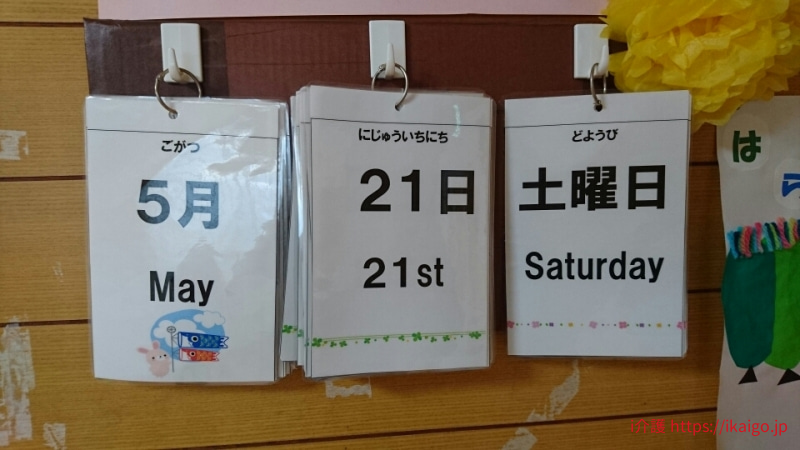 ごがつ
5月
May
にじゅういちにち
21日
21st
どようび
土曜日
Saturday
は
i介護 https://ikaigo.jp